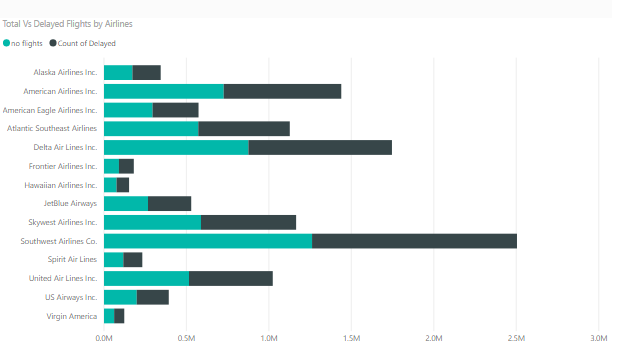 Total Vs Delayed Flights by Airlines
no flights Count of Delayed
Alaska Airlines Inc.
American Airlines Inc.
American Eagle Airlines Inc.
Atlantic Southeast Airlines
Delta Air Lines Inc.
Frontier Airlines Inc.
Hawaiian Airlines Inc.
JetBlue Airways
Skywest Airlines Inc.
Southwest Airlines Co.
Spirit Air Lines
United Air Lines Inc.
US Airways Inc.
Virgin America
0.0M 0.5M 1.0M 1.5M 2.0M 2.5M 3.0M